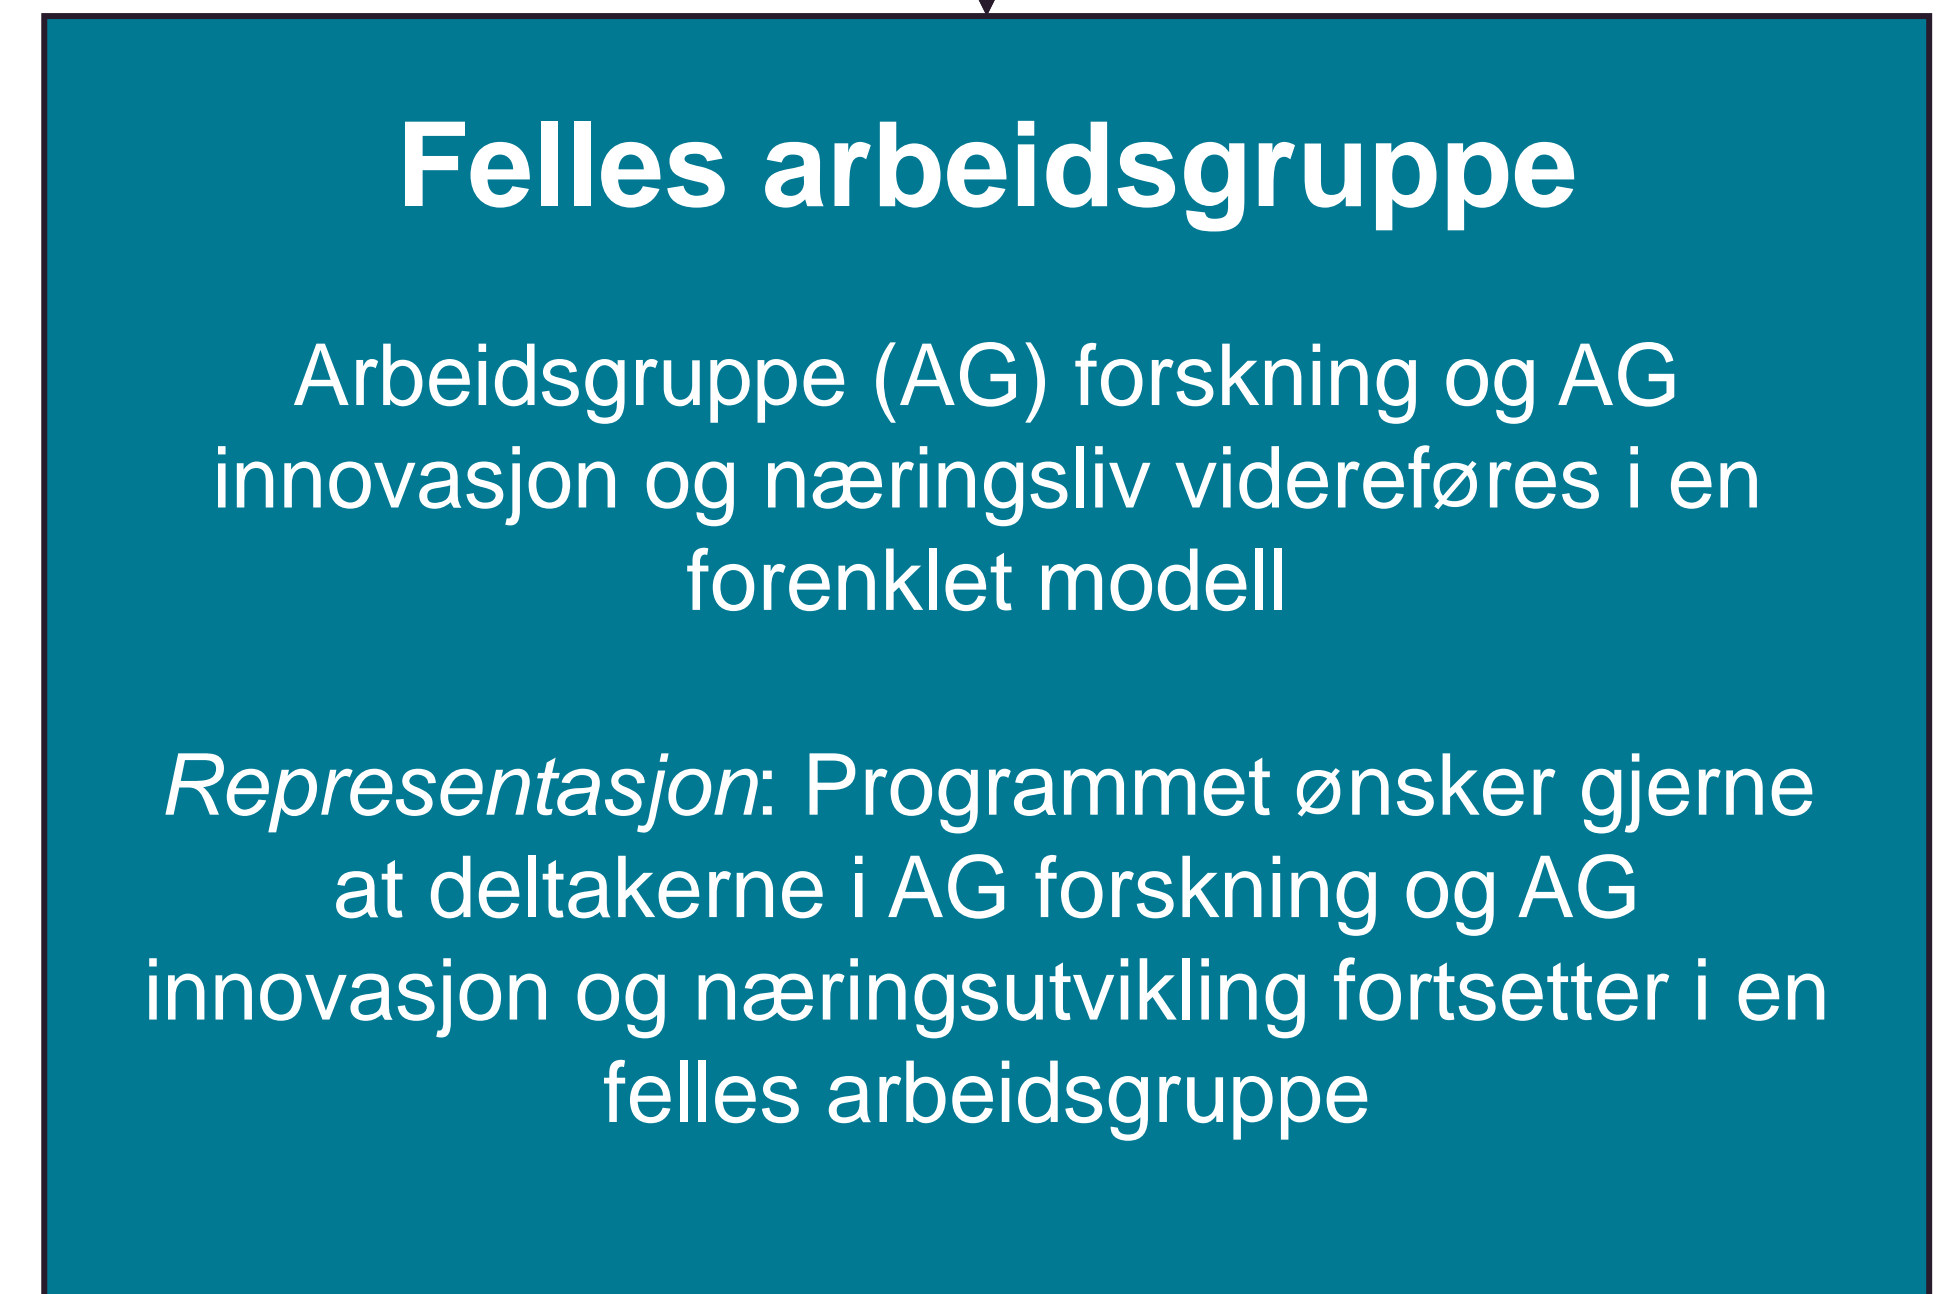 Felles arbeidsgruppe
Arbeidsgruppe (AG) forskning og AG
innovasjon og næringsliv videreføres i en
forenklet modell
Representasjon: Programmet ønsker gjerne
at deltakerne i AG forskning og AG
innovasjon og næringsutvikling fortsetter i en
felles arbeidsgruppe